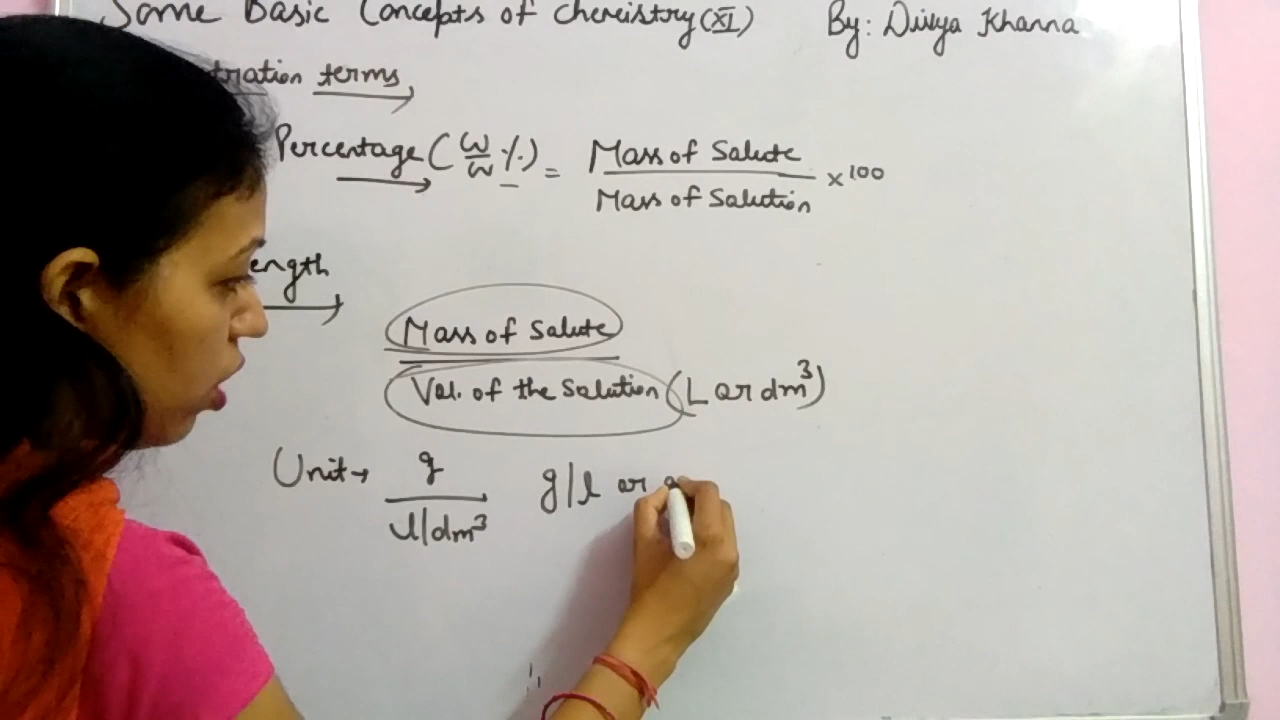 Some Basic Concepts of Chemistry (XI) By: Divya Khanna
tration terms
Percentage (w/w %) = Mass of Solute / Mass of Solution × 100
ength
Mass of Solute
Vol. of the Solution (L or dm³)
Unit → g / l/dm³ g/l or